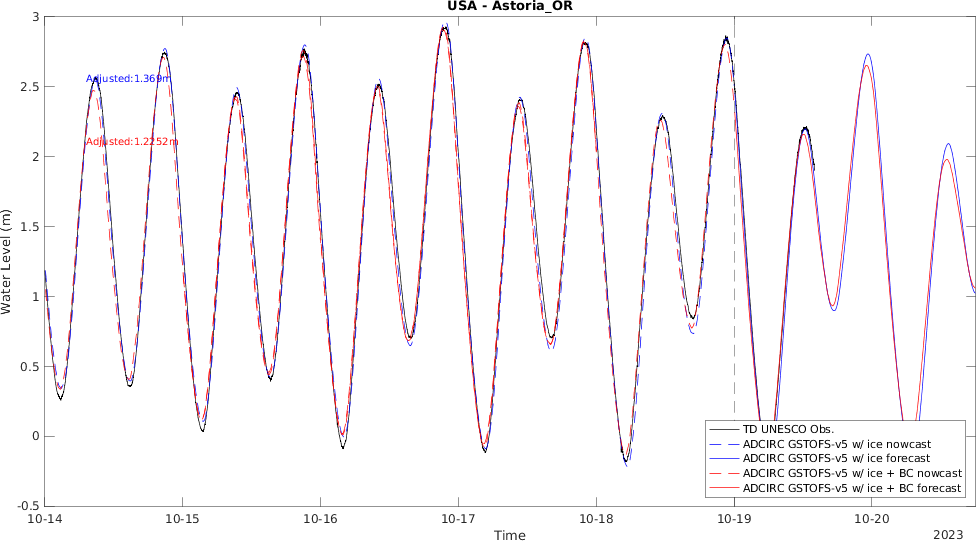 USA - Astoria_OR
3
2.5
2
1.5
1
0.5
0
-0.5
Water Level (m)
Adjusted:1.369m
Adjusted:1.2252m
TD UNESCO Obs.
ADCIRC GSTOFS-v5 w/ ice nowcast
ADCIRC GSTOFS-v5 w/ ice forecast
ADCIRC GSTOFS-v5 w/ ice + BC nowcast
ADCIRC GSTOFS-v5 w/ ice + BC forecast
10-14 10-15 10-16 10-17 10-18 10-19 10-20
Time
2023